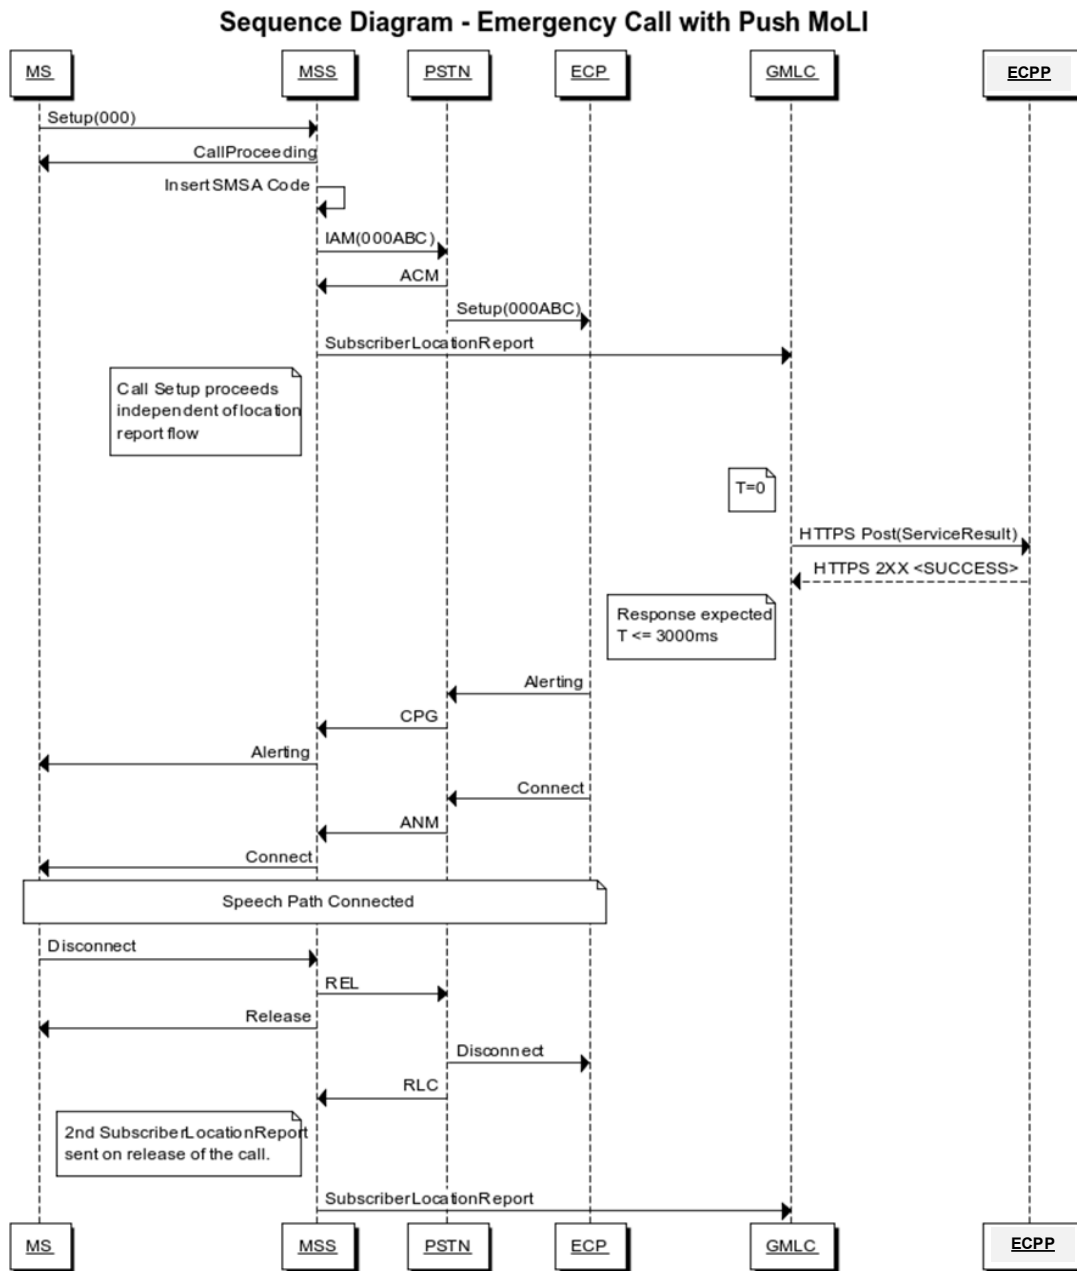 Sequence Diagram - Emergency Call with Push MoLI
MS MSS PSTN ECP GMLC ECPP
Setup(000)
CallProceeding
InsertSMSA Code
IAM(000ABC)
ACM
Setup(000ABC)
SubscriberLocationReport
Call Setup proceeds
independent of location
report flow
T=0
HTTPS Post(ServiceResult)
HTTPS 2XX <SUCCESS>
Response expected
T <= 3000ms
Alerting
CPG
Alerting
Connect
ANM
Connect
Speech Path Connected
Disconnect
REL
Release
Disconnect
RLC
2nd SubscriberLocationReport
sent on release of the call.
SubscriberLocationReport
MS MSS PSTN ECP GMLC ECPP